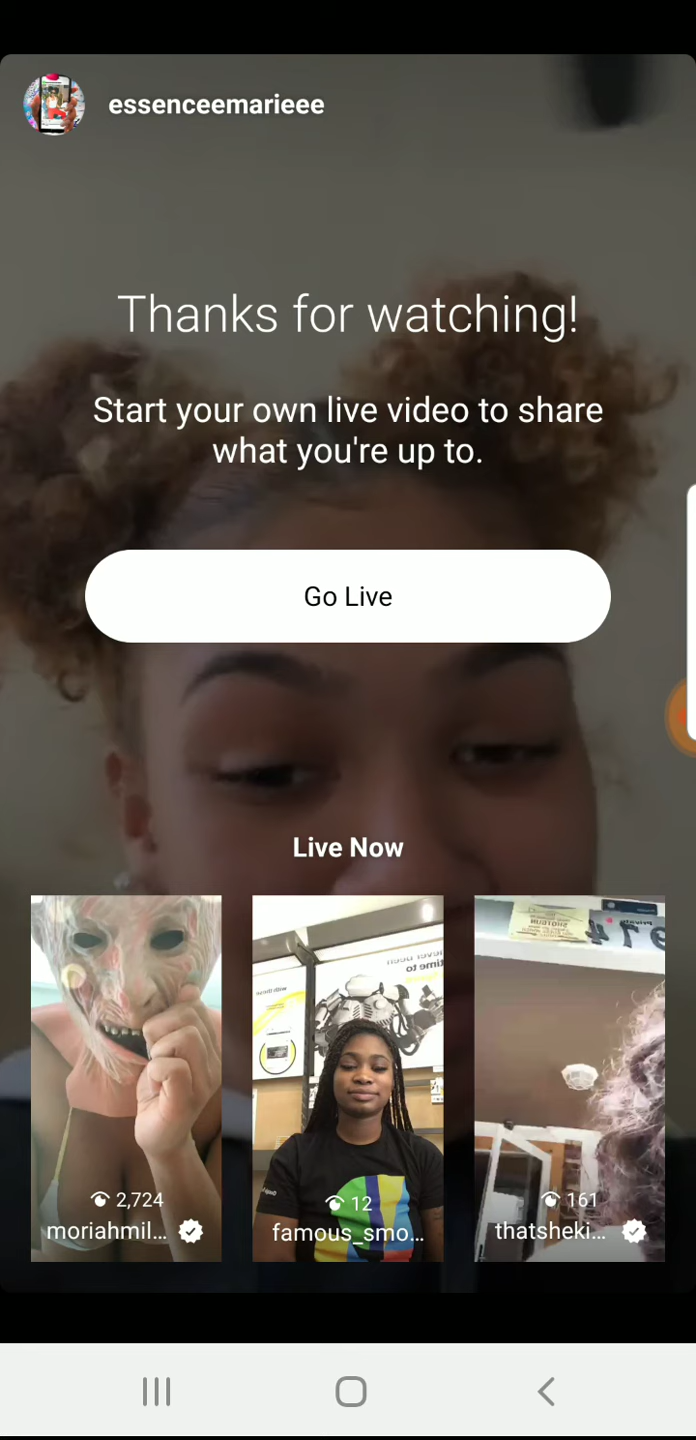 essenceemarieee
Thanks for watching!
Start your own live video to share
what you're up to.
Go Live
Live Now
2,724
moriahmil...
12
famous_smo...
161
thatsheki...